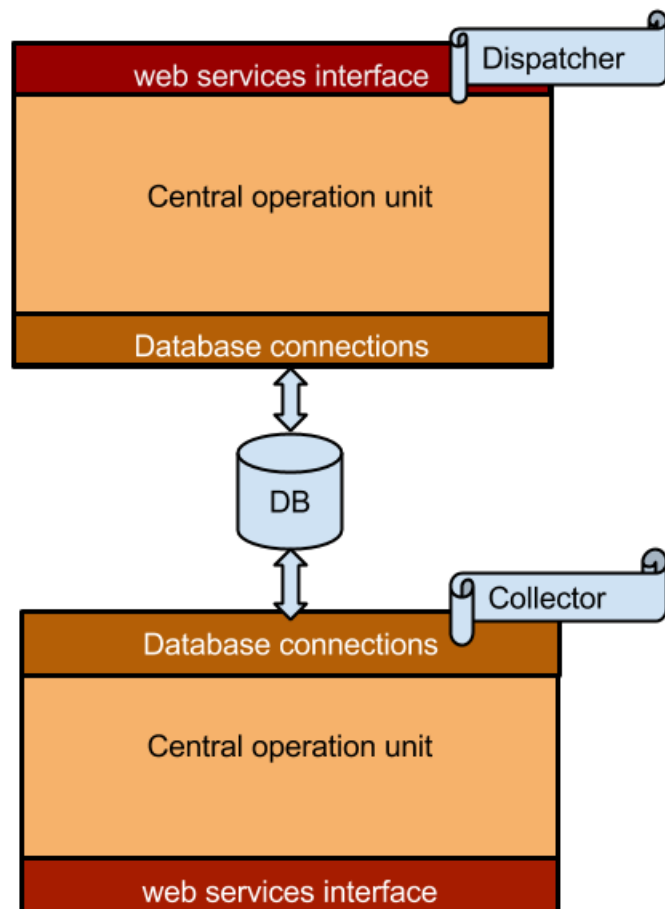 Dispatcher
web services interface
Central operation unit
Database connections
DB
Collector
Database connections
Central operation unit
web services interface